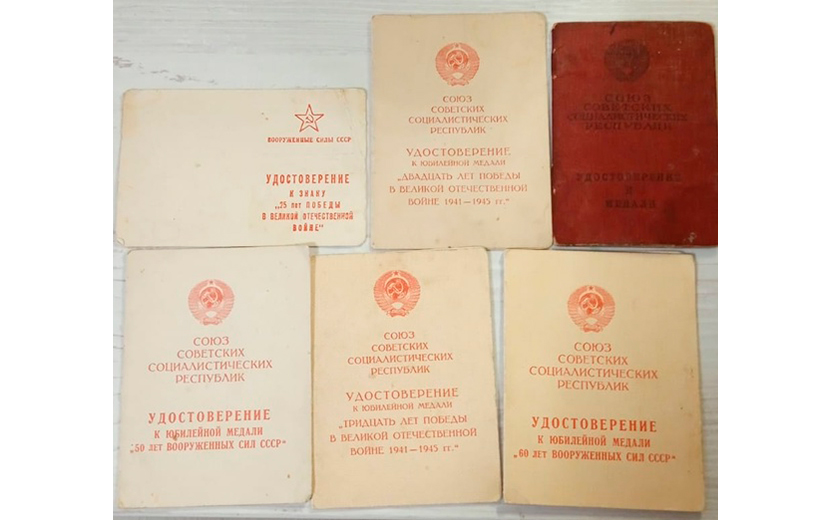 ВООРУЖЕННЫЕ СИЛЫ СССР
УДОСТОВЕРЕНИЕ
К ЗНАКУ
„25 лет ПОБЕДЫ
В ВЕЛИКОЙ ОТЕЧЕСТВЕННОЙ
ВОЙНЕ"
СОЮЗ
СОВЕТСКИХ
СОЦИАЛИСТИЧЕСКИХ
РЕСПУБЛИК
УДОСТОВЕРЕНИЕ
К ЮБИЛЕЙНОЙ МЕДАЛИ
„ДВАДЦАТЬ ЛЕТ ПОБЕДЫ
В ВЕЛИКОЙ ОТЕЧЕСТВЕННОЙ
ВОЙНЕ 1941—1945 гг."
СОЮЗ
СОВЕТСКИХ
СОЦИАЛИСТИЧЕСКИХ
РЕСПУБЛИК
УДОСТОВЕРЕНИЕ
К
МЕДАЛИ
СОЮЗ
СОВЕТСКИХ
СОЦИАЛИСТИЧЕСКИХ
РЕСПУБЛИК
УДОСТОВЕРЕНИЕ
К ЮБИЛЕЙНОЙ МЕДАЛИ
„50 ЛЕТ ВООРУЖЕННЫХ СИЛ СССР"
СОЮЗ
СОВЕТСКИХ
СОЦИАЛИСТИЧЕСКИХ
РЕСПУБЛИК
УДОСТОВЕРЕНИЕ
К ЮБИЛЕЙНОЙ МЕДАЛИ
„ТРИДЦАТЬ ЛЕТ ПОБЕДЫ
В ВЕЛИКОЙ ОТЕЧЕСТВЕННОЙ
ВОЙНЕ 1941—1945 гг."
СОЮЗ
СОВЕТСКИХ
СОЦИАЛИСТИЧЕСКИХ
РЕСПУБЛИК
УДОСТОВЕРЕНИЕ
К ЮБИЛЕЙНОЙ МЕДАЛИ
„60 ЛЕТ ВООРУЖЕННЫХ СИЛ СССР"